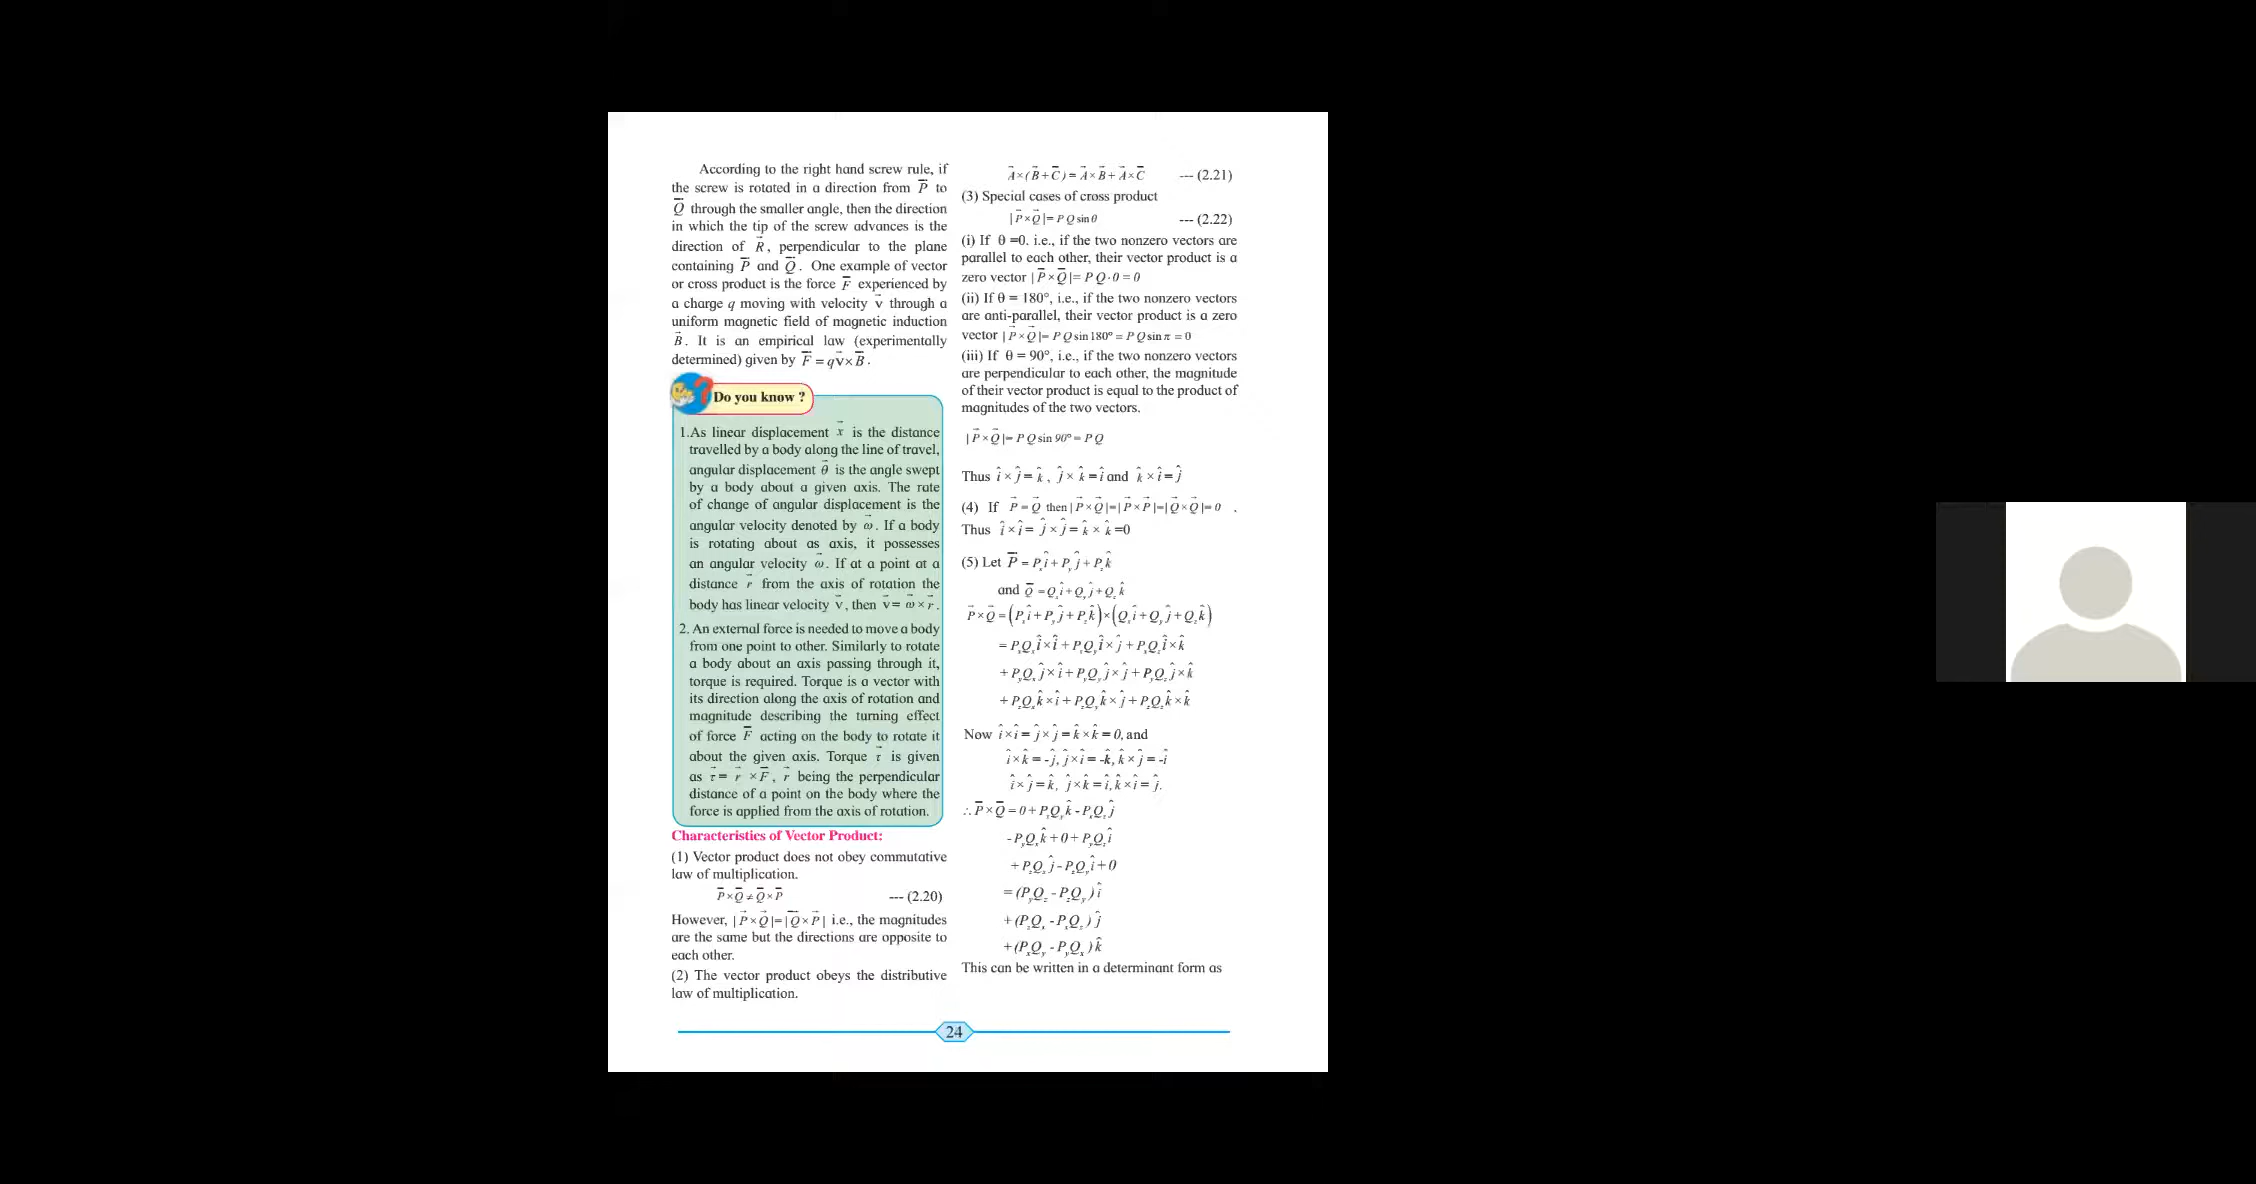 According to the right hand screw rule, if
the screw is rotated in a direction from P⃗ to
Q⃗ through the smaller angle, then the direction
in which the tip of the screw advances is the
direction of R⃗, perpendicular to the plane
containing P⃗ and Q⃗. One example of vector
or cross product is the force F⃗ experienced by
a charge q moving with velocity v⃗ through a
uniform magnetic field of magnetic induction
B⃗. It is an empirical law (experimentally
determined) given by F⃗ = qv⃗×B⃗.
Do you know ?
1.As linear displacement x⃗ is the distance
travelled by a body along the line of travel,
angular displacement θ⃗ is the angle swept
by a body about a given axis. The rate
of change of angular displacement is the
angular velocity denoted by ω⃗. If a body
is rotating about as axis, it possesses
an angular velocity ω⃗. If at a point at a
distance r⃗ from the axis of rotation the
body has linear velocity v⃗, then v⃗= ω⃗×r⃗.
2. An external force is needed to move a body
from one point to other. Similarly to rotate
a body about an axis passing through it,
torque is required. Torque is a vector with
its direction along the axis of rotation and
magnitude describing the turning effect
of force F⃗ acting on the body to rotate it
about the given axis. Torque τ⃗ is given
as τ⃗= r⃗ ×F⃗, r⃗ being the perpendicular
distance of a point on the body where the
force is applied from the axis of rotation.
Characteristics of Vector Product:
(1) Vector product does not obey commutative
law of multiplication.
P⃗×Q⃗≠Q⃗×P⃗ --- (2.20)
However, |P⃗×Q⃗|=|Q⃗×P⃗| i.e., the magnitudes
are the same but the directions are opposite to
each other.
(2) The vector product obeys the distributive
law of multiplication.
A⃗×(B⃗+C⃗)=A⃗×B⃗+A⃗×C⃗ --- (2.21)
(3) Special cases of cross product
|P⃗×Q⃗|= P Q sin θ --- (2.22)
(i) If θ =0. i.e., if the two nonzero vectors are
parallel to each other, their vector product is a
zero vector |P⃗×Q⃗|= P Q·0 = 0
(ii) If θ = 180°, i.e., if the two nonzero vectors
are anti-parallel, their vector product is a zero
vector |P⃗×Q⃗|= P Q sin 180° = P Q sin π = 0
(iii) If θ = 90°, i.e., if the two nonzero vectors
are perpendicular to each other, the magnitude
of their vector product is equal to the product of
magnitudes of the two vectors.
|P⃗×Q⃗|= P Q sin 90° = P Q
Thus î × ĵ = k̂, ĵ × k̂ = î and k̂ × î = ĵ
(4) If P⃗ = Q⃗ then |P⃗×Q⃗|=|P⃗×P⃗|=|Q⃗×Q⃗|=0 .
Thus î × î = ĵ × ĵ = k̂ × k̂ =0
(5) Let P⃗ = Pₓî + P_yĵ + P_zk̂
and Q⃗ = Qₓî + Q_yĵ + Q_zk̂
P⃗×Q⃗ = (Pₓî + P_yĵ + P_zk̂)×(Qₓî + Q_yĵ + Q_zk̂)
= PₓQₓ î×î + PₓQ_y î×ĵ + PₓQ_z î×k̂
+ P_yQₓ ĵ×î + P_yQ_y ĵ×ĵ + P_yQ_z ĵ×k̂
+ P_zQₓ k̂×î + P_zQ_y k̂×ĵ + P_zQ_z k̂×k̂
Now î×î = ĵ×ĵ = k̂×k̂ = 0, and
î×k̂ = -ĵ, ĵ×î = -k̂, k̂×ĵ = -î
î×ĵ = k̂, ĵ×k̂ = î, k̂×î = ĵ.
∴ P⃗×Q⃗ = 0 + PₓQ_yk̂ - PₓQ_zĵ
- P_yQₓk̂ + 0 + P_yQ_zî
+ P_zQₓĵ - P_zQ_yî + 0
= (P_yQ_z - P_zQ_y) î
+ (P_zQₓ - PₓQ_z) ĵ
+ (PₓQ_y - P_yQₓ) k̂
This can be written in a determinant form as
24